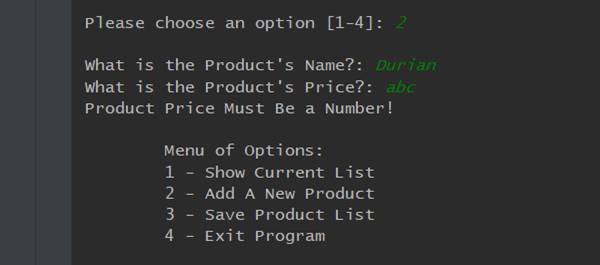 Please choose an option [1-4]: 2
What is the Product's Name?: Durian
What is the Product's Price?: abc
Product Price Must Be a Number!
Menu of Options:
1 - Show Current List
2 - Add A New Product
3 - Save Product List
4 - Exit Program